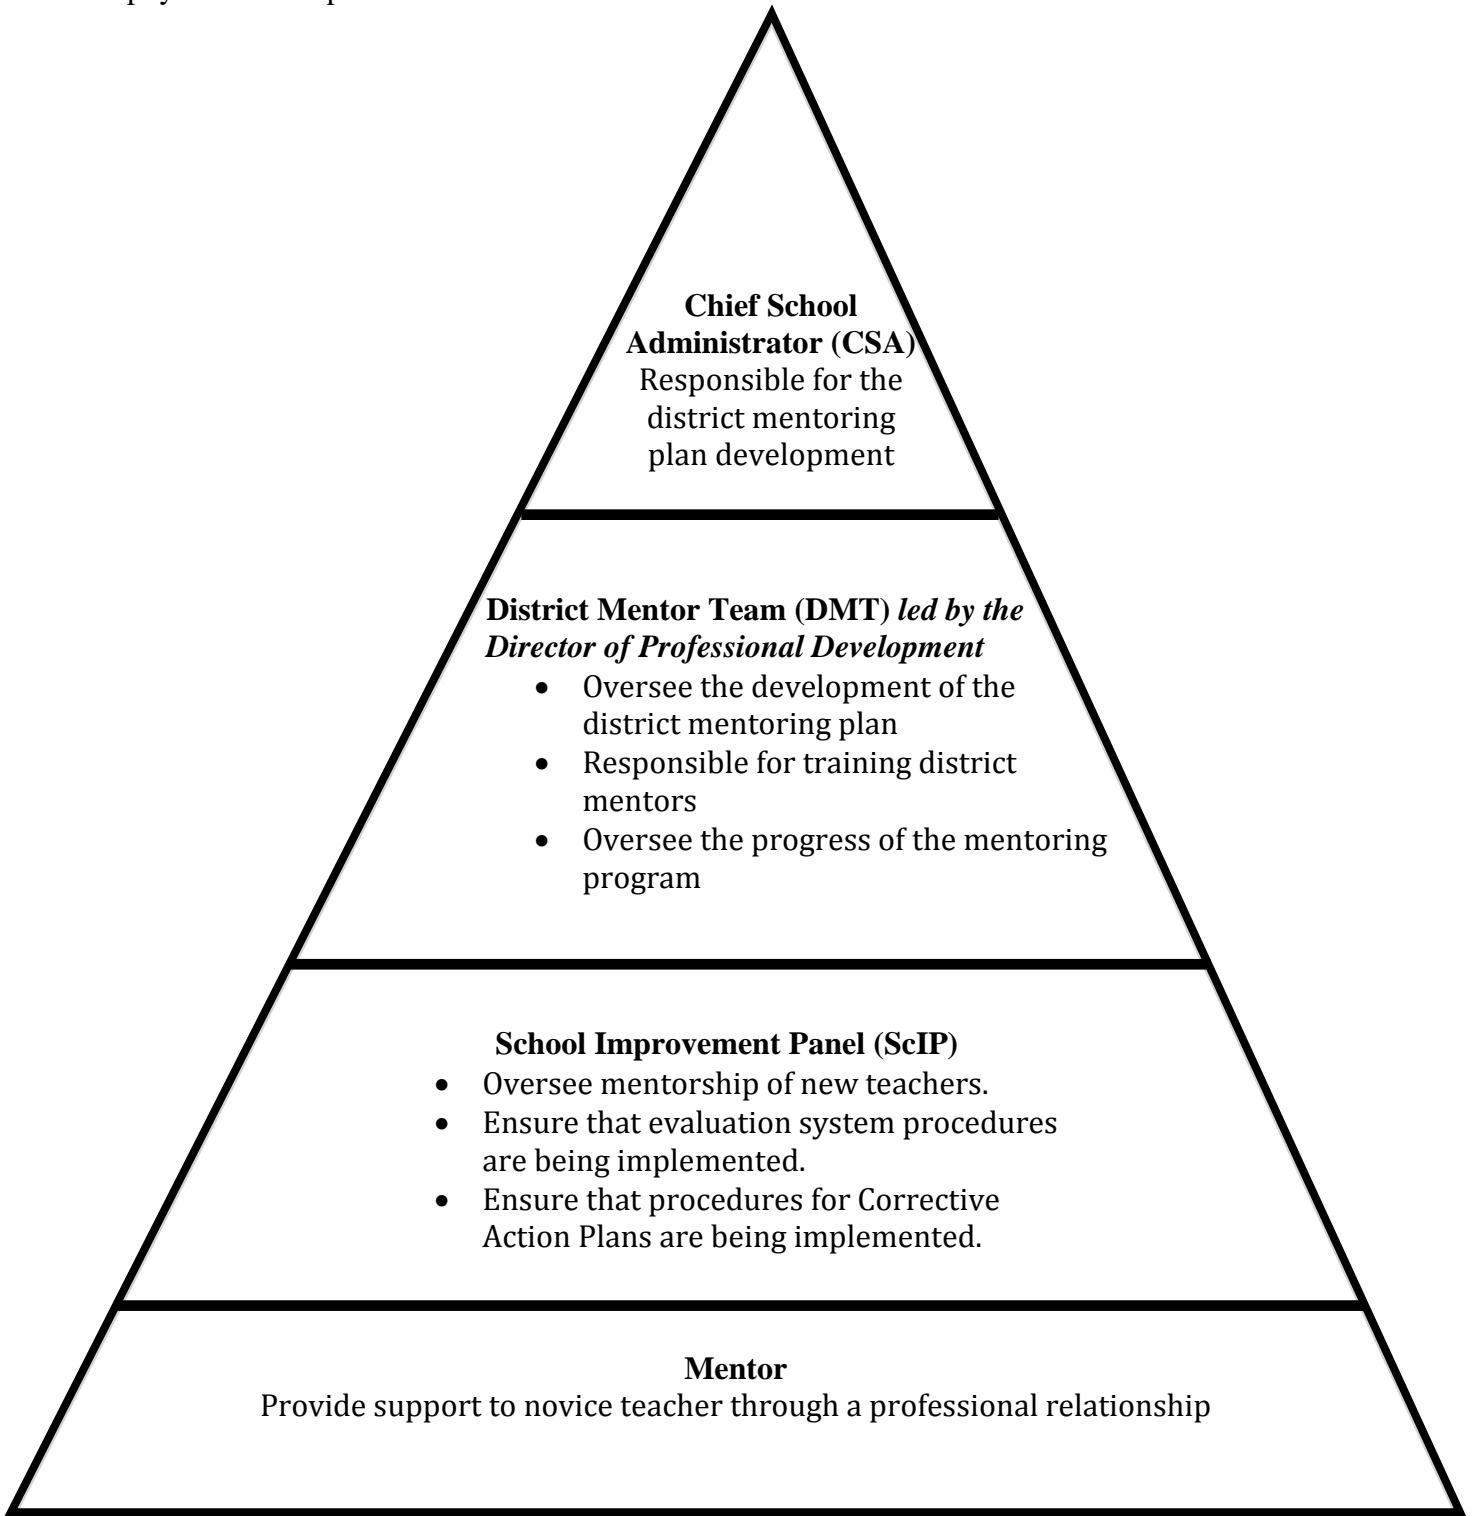 Chief School
Administrator (CSA)
Responsible for the
district mentoring
plan development
District Mentor Team (DMT) led by the
Director of Professional Development
• Oversee the development of the
district mentoring plan
• Responsible for training district
mentors
• Oversee the progress of the mentoring
program
School Improvement Panel (ScIP)
• Oversee mentorship of new teachers.
• Ensure that evaluation system procedures
are being implemented.
• Ensure that procedures for Corrective
Action Plans are being implemented.
Mentor
Provide support to novice teacher through a professional relationship